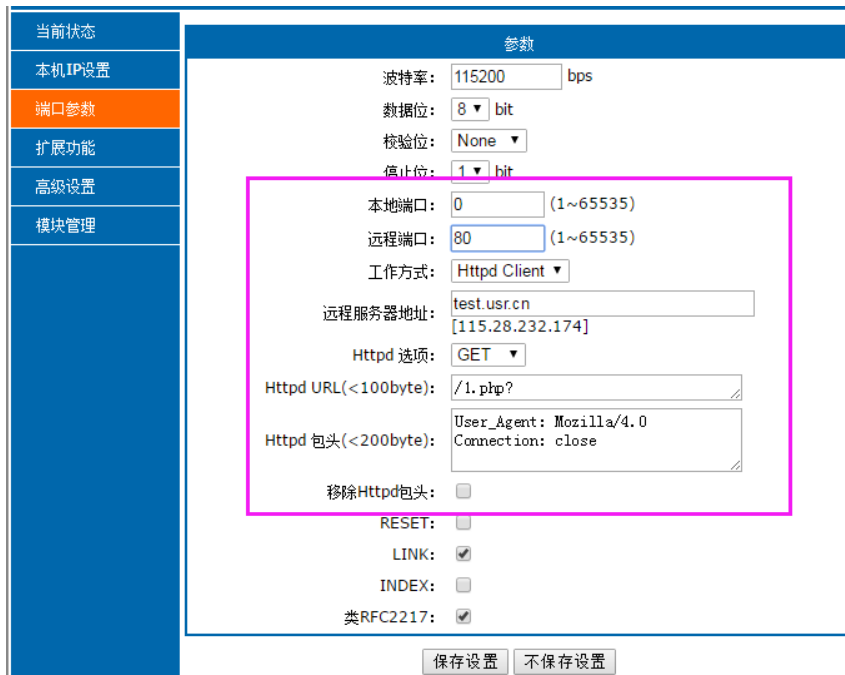 当前状态
本机IP设置
端口参数
扩展功能
高级设置
模块管理
参数
波特率: 115200 bps
数据位: 8 bit
校验位: None
停止位: 1 bit
本地端口: 0 (1~65535)
远程端口: 80 (1~65535)
工作方式: Httpd Client
远程服务器地址: test.usr.cn
[115.28.232.174]
Httpd 选项: GET
Httpd URL(<100byte): /1.php?
Httpd 包头(<200byte): User_Agent: Mozilla/4.0
Connection: close
移除Httpd包头:
RESET:
LINK:
INDEX:
类RFC2217:
保存设置 不保存设置